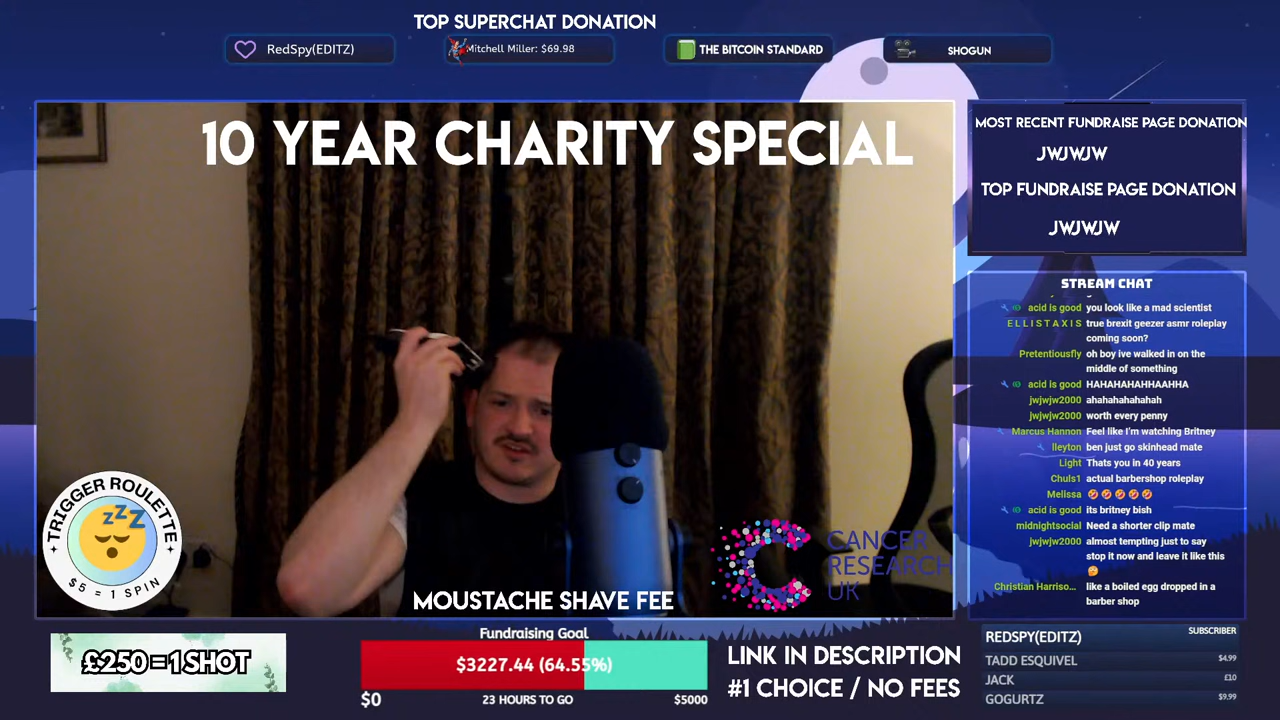 TOP SUPERCHAT DONATION
RedSpy(EDITZ)
Mitchell Miller: $69.98
THE BITCOIN STANDARD
SHOGUN
10 YEAR CHARITY SPECIAL
MOST RECENT FUNDRAISE PAGE DONATION
JWJWJW
TOP FUNDRAISE PAGE DONATION
JWJWJW
STREAM CHAT
acid is good you look like a mad scientist
E L L I S T A X I S true brexit geezer asmr roleplay
coming soon?
Pretentiousfly oh boy ive walked in on the
middle of something
acid is good HAHAHAHAHHAAHHA
jwjwjw2000 ahahahahahahah
jwjwjw2000 worth every penny
Marcus Hannon Feel like I'm watching Britney
lleyton ben just go skinhead mate
Light Thats you in 40 years
Chuls1 actual barbershop roleplay
Melissa 🤣🤣🤣🤣🤣
acid is good its britney bish
midnightsocial Need a shorter clip mate
jwjwjw2000 almost tempting just to say
stop it now and leave it like this
🤣
Christian Harriso... like a boiled egg dropped in a
barber shop
TRIGGER ROULETTE
zzZ
$5 = 1 SPIN
CANCER
RESEARCH
UK
MOUSTACHE SHAVE FEE
£250 = 1 SHOT
Fundraising Goal
$3227.44 (64.55%)
$0
23 HOURS TO GO
$5000
LINK IN DESCRIPTION
#1 CHOICE / NO FEES
REDSPY(EDITZ) SUBSCRIBER
TADD ESQUIVEL $4.99
JACK £10
GOGURTZ $9.99